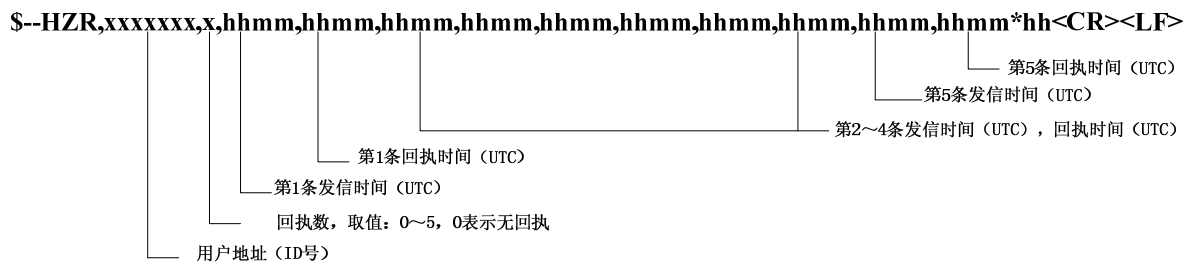 $--HZR,xxxxxxx,x,hhmm,hhmm,hhmm,hhmm,hhmm,hhmm,hhmm,hhmm,hhmm,hhmm*hh<CR><LF>
第5条回执时间（UTC）
第5条发信时间（UTC）
第2～4条发信时间（UTC），回执时间（UTC）
第1条回执时间（UTC）
第1条发信时间（UTC）
回执数，取值：0～5，0表示无回执
用户地址（ID号）